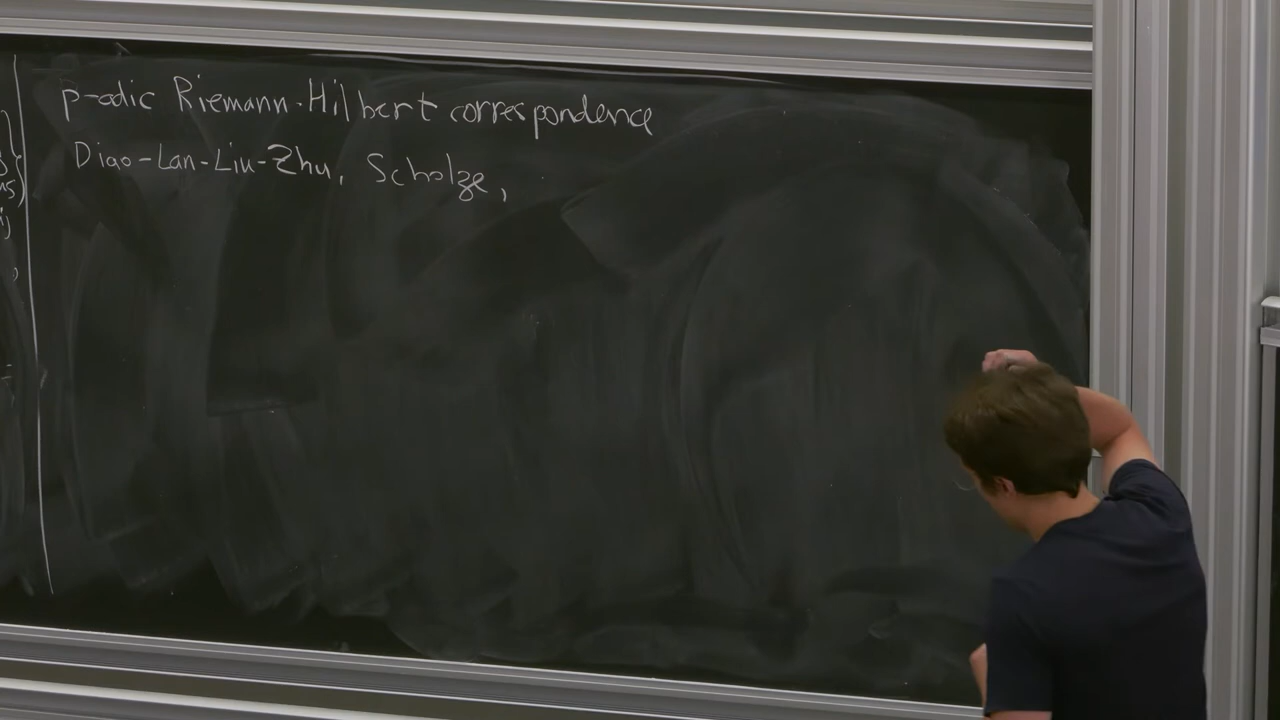 p-adic Riemann-Hilbert correspondence
Diao-Lan-Liu-Zhu, Scholze,